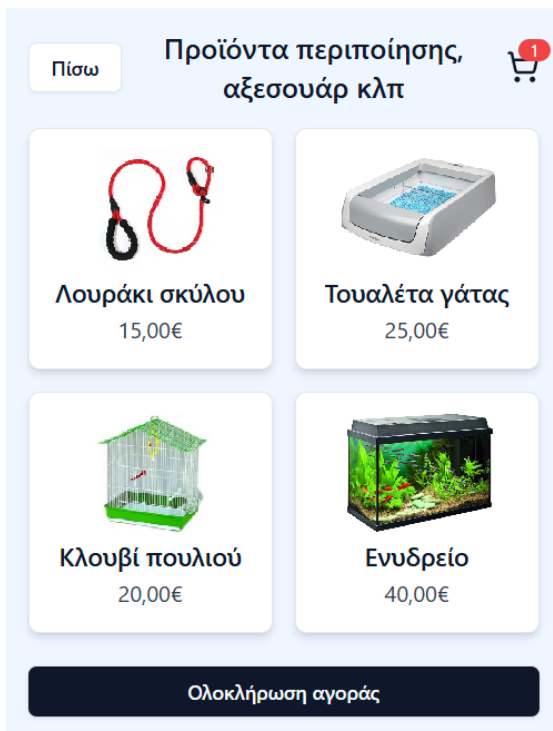 Πίσω
Προϊόντα περιποίησης,
αξεσουάρ κλπ
1
Λουράκι σκύλου
15,00€
Τουαλέτα γάτας
25,00€
Κλουβί πουλιού
20,00€
Ενυδρείο
40,00€
Ολοκλήρωση αγοράς